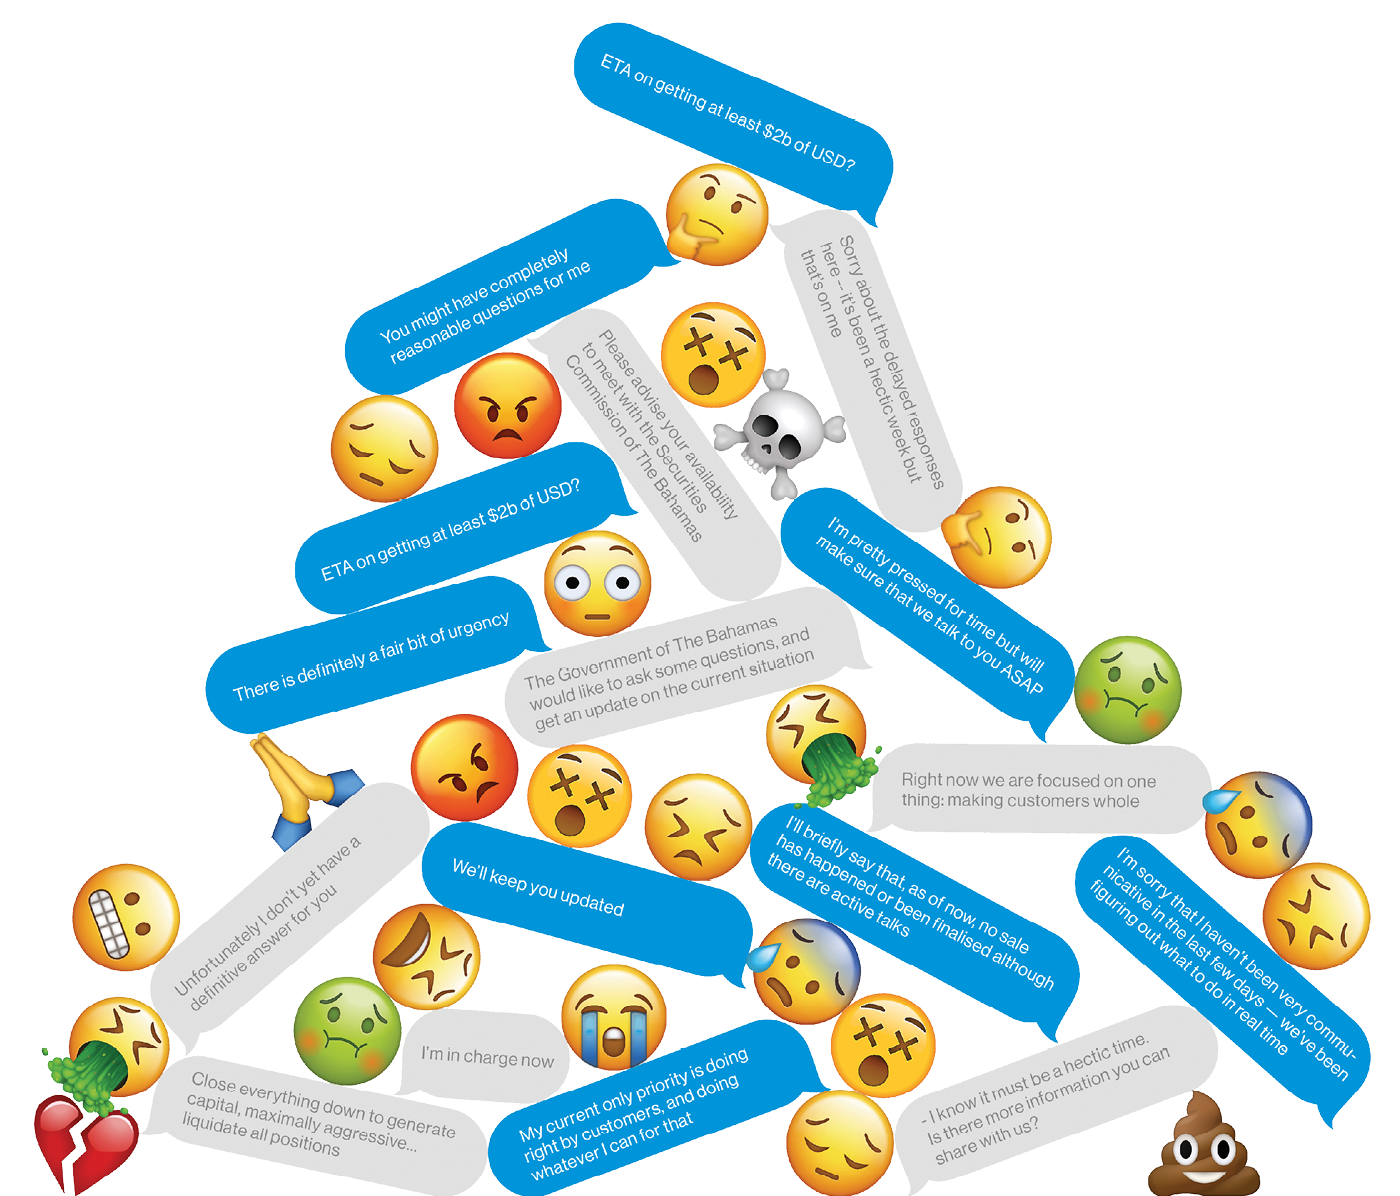 ETA on getting at least $2b of USD?
You might have completely
reasonable questions for me
Sorry about the delayed responses
here -- it's been a hectic week but
that's on me
Please advise your availability
to meet with the Securities
Commission of The Bahamas
ETA on getting at least $2b of USD?
I'm pretty pressed for time but will
make sure that we talk to you ASAP
There is definitely a fair bit of urgency
The Government of The Bahamas
would like to ask some questions, and
get an update on the current situation
Right now we are focused on one
thing: making customers whole
Unfortunately I don't yet have a
definitive answer for you
We'll keep you updated
I'll briefly say that, as of now, no sale
has happened or been finalised although
there are active talks
I'm sorry that I haven't been very commu-
nicative in the last few days — we've been
figuring out what to do in real time
I'm in charge now
Close everything down to generate
capital, maximally aggressive...
liquidate all positions
My current only priority is doing
right by customers, and doing
whatever I can for that
- I know it must be a hectic time.
Is there more information you can
share with us?